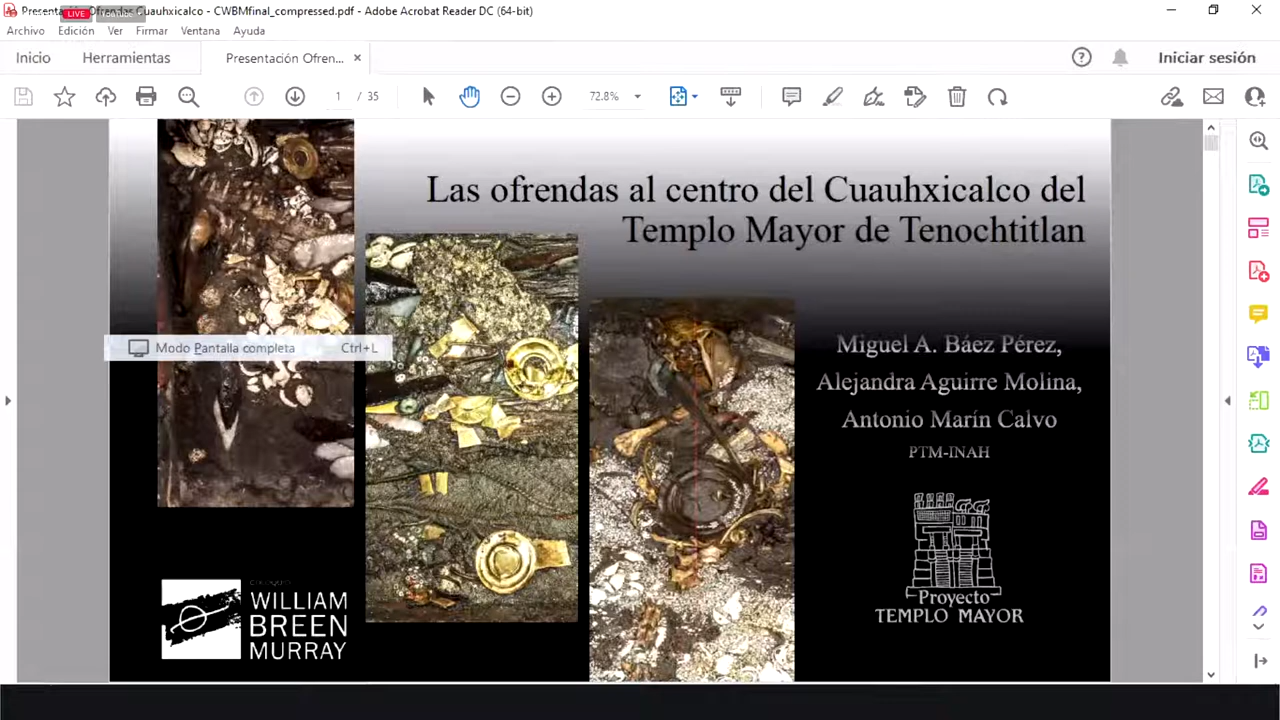 Ofrendas Cuauhxicalco - CWBMfinal_compressed.pdf - Adobe Acrobat Reader DC (64-bit)
LIVE
Archivo Edición Ver Firmar Ventana Ayuda
Inicio Herramientas Presentación Ofren... × Iniciar sesión
1 / 35 72.8%
Las ofrendas al centro del Cuauhxicalco del
Templo Mayor de Tenochtitlan
Modo Pantalla completa Ctrl+L
Miguel A. Báez Pérez,
Alejandra Aguirre Molina,
Antonio Marín Calvo
PTM-INAH
WILLIAM
BREEN
MURRAY
Proyecto
TEMPLO MAYOR